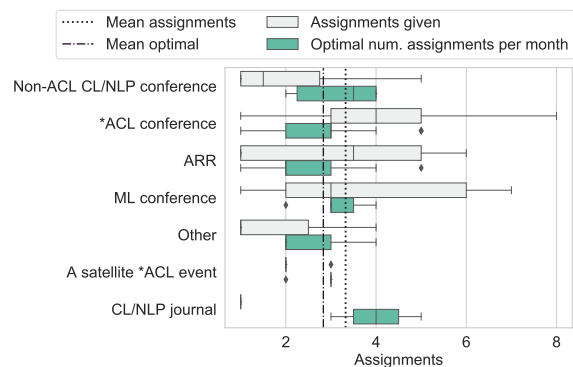 Mean assignments
Mean optimal
Assignments given
Optimal num. assignments per month
Non-ACL CL/NLP conference
*ACL conference
ARR
ML conference
Other
A satellite *ACL event
CL/NLP journal
2 4 6 8
Assignments